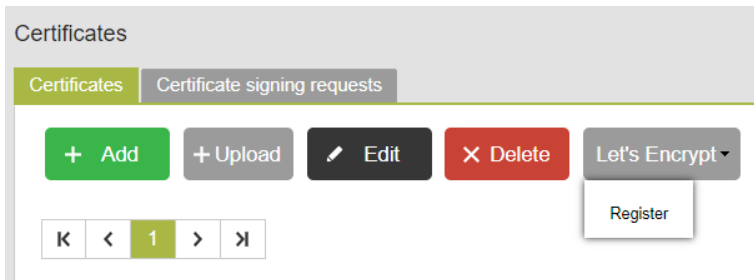 Certificates
Certificates Certificate signing requests
+ Add + Upload Edit Delete Let's Encrypt
Register
1